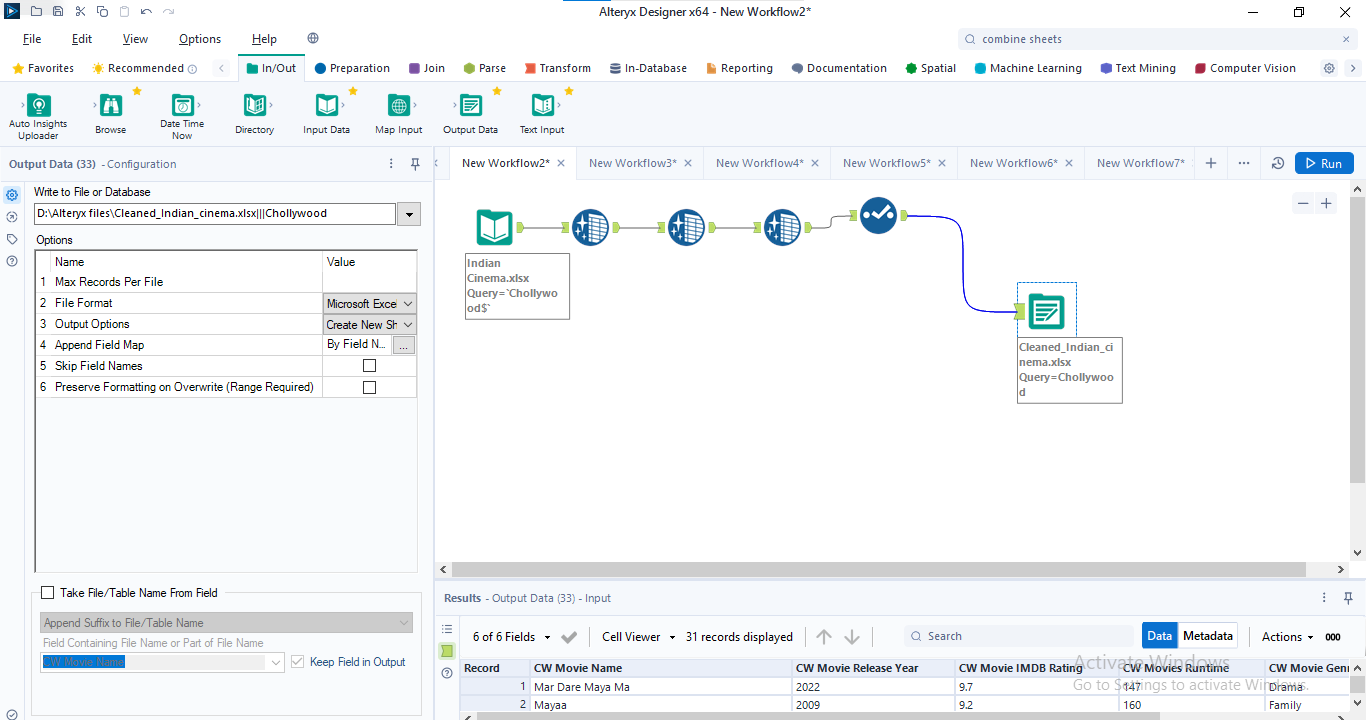 Alteryx Designer x64 - New Workflow2*
File Edit View Options Help
combine sheets
Favorites Recommended In/Out Preparation Join Parse Transform In-Database Reporting Documentation Spatial Machine Learning Text Mining Computer Vision
Auto Insights Uploader Browse Date Time Now Directory Input Data Map Input Output Data Text Input
Output Data (33) - Configuration
New Workflow2* New Workflow3* New Workflow4* New Workflow5* New Workflow6* New Workflow7*
Run
Write to File or Database
D:\Alteryx files\Cleaned_Indian_cinema.xlsx|||Chollywood
Options
Name Value
1 Max Records Per File
2 File Format Microsoft Excel
3 Output Options Create New Sh
4 Append Field Map By Field N... ...
5 Skip Field Names
6 Preserve Formatting on Overwrite (Range Required)
Take File/Table Name From Field
Append Suffix to File/Table Name
Field Containing File Name or Part of File Name
CW Movie Name
Keep Field in Output
Indian
Cinema.xlsx
Query=`Chollywo
od$`
Cleaned_Indian_ci
nema.xlsx
Query=Chollywoo
d
Results - Output Data (33) - Input
6 of 6 Fields Cell Viewer 31 records displayed Search Data Metadata Actions 000
Record CW Movie Name CW Movie Release Year CW Movie IMDB Rating CW Movies Runtime CW Movie Genr
1 Mar Dare Maya Ma 2022 9.7 147 Drama
2 Mayaa 2009 9.2 160 Family
Activate Windows
Go to Settings to activate Windows.